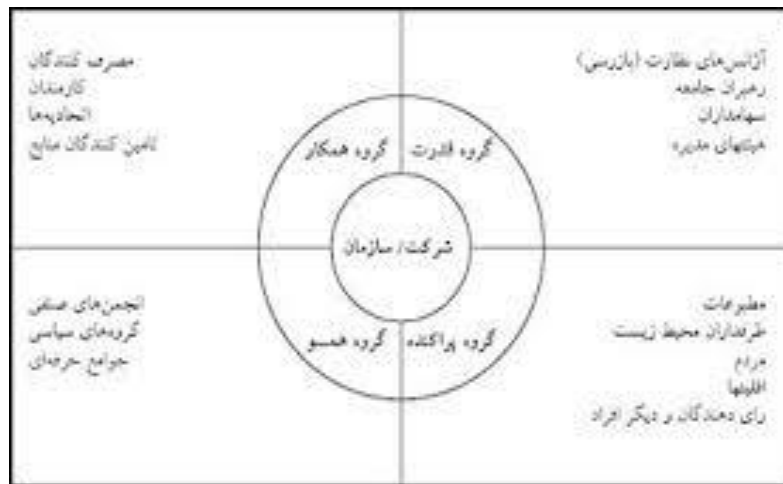 آژانس‌های نظارت (بازرسی)
رهبران جامعه
سهامداران
هیئتهای مدیره
مصرف کنندگان
کارمندان
اتحادیه‌ها
تامین کنندگان منابع
گروه قدرت
گروه همکار
شرکت/ سازمان
گروه پراکنده
گروه همسو
مطبوعات
طرفداران محیط زیست
مردم
اقلیتها
رای دهندگان و دیگر افراد
انجمن‌های صنفی
گروه‌های سیاسی
جوامع حرفه‌ای